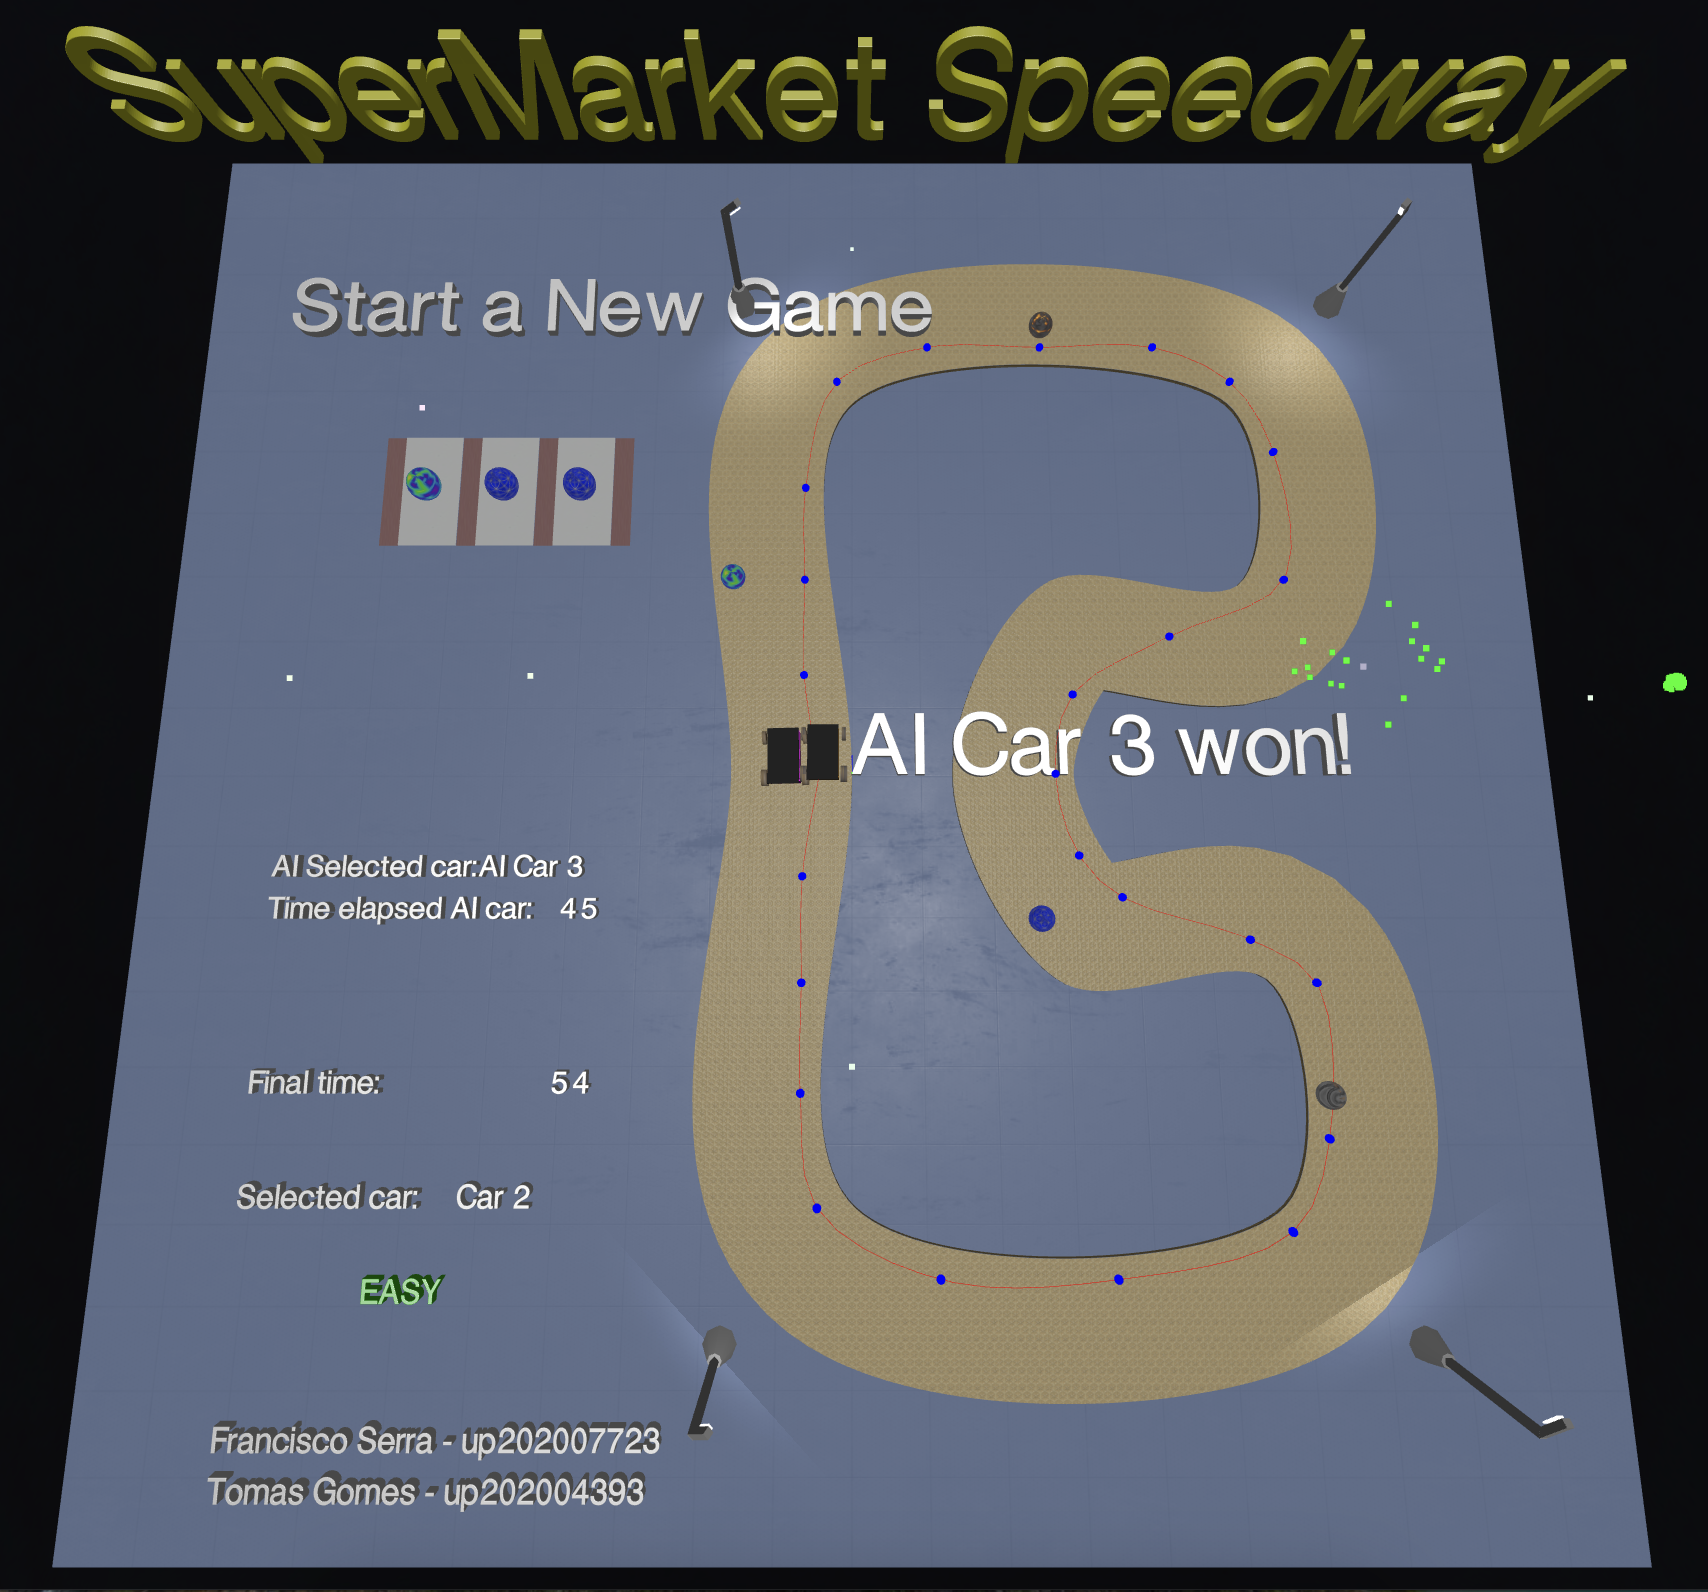 SuperMarket Speedway
Start a New Game
AI Car 3 won!
AI Selected car:AI Car 3
Time elapsed AI car: 45
Final time: 54
Selected car: Car 2
EASY
Francisco Serra - up202007723
Tomas Gomes - up202004393